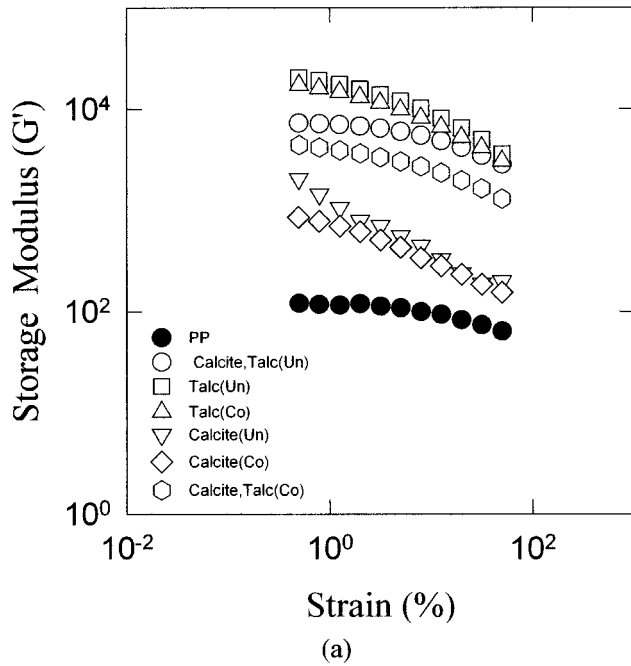 Storage Modulus (G')
10^4
10^2
10^0
PP
Calcite,Talc(Un)
Talc(Un)
Talc(Co)
Calcite(Un)
Calcite(Co)
Calcite,Talc(Co)
10^-2 10^0 10^2
Strain (%)
(a)